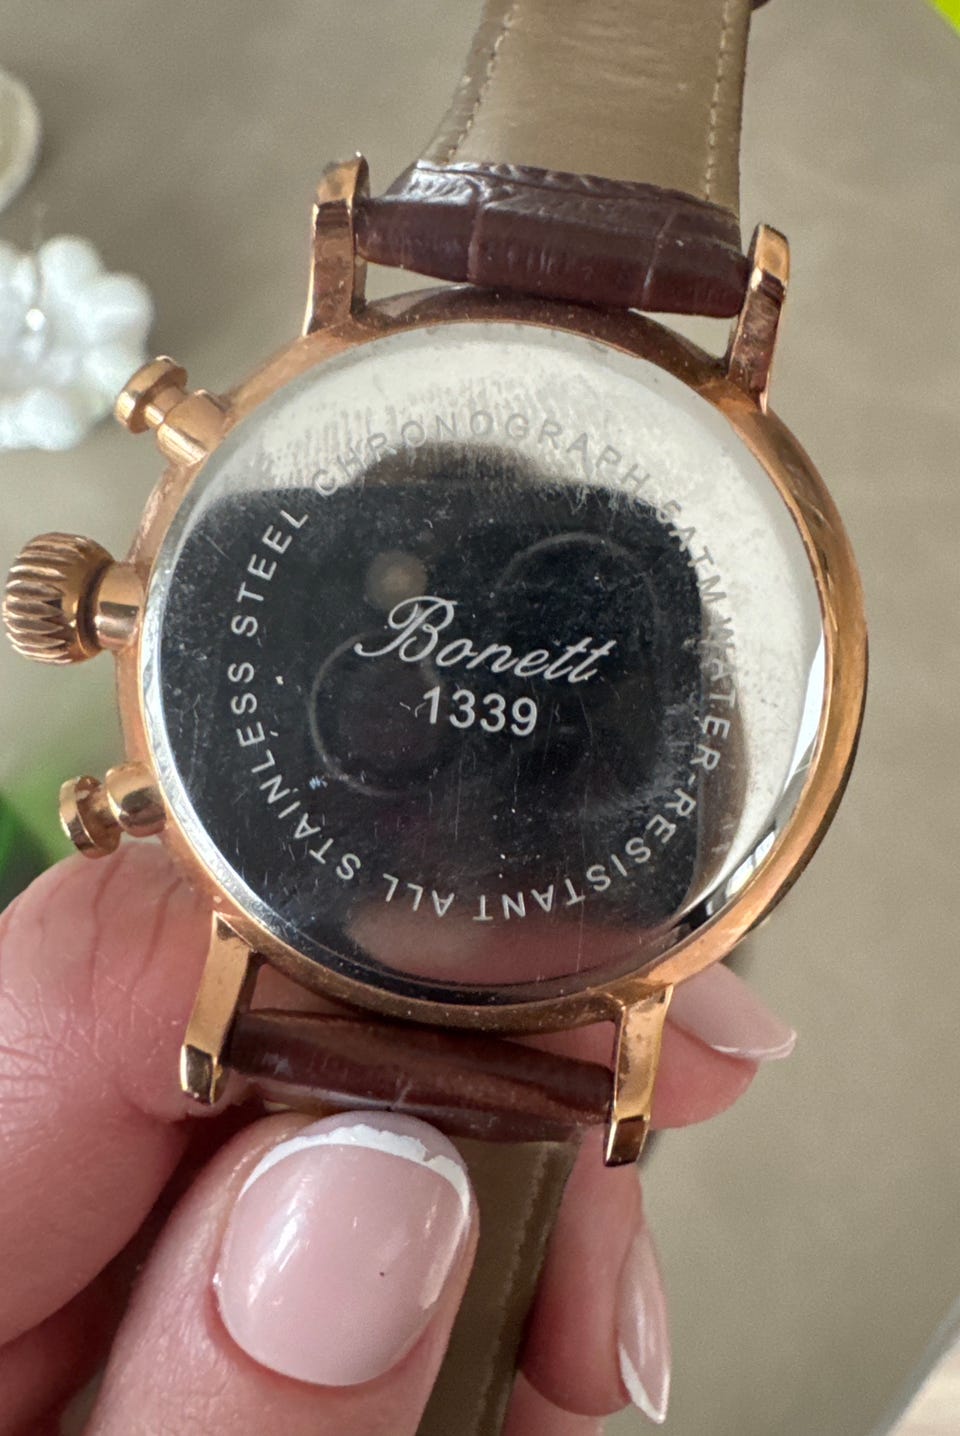 Bonett
1339
CHRONOGRAPH 5ATM WATER-RESISTANT ALL STAINLESS STEEL